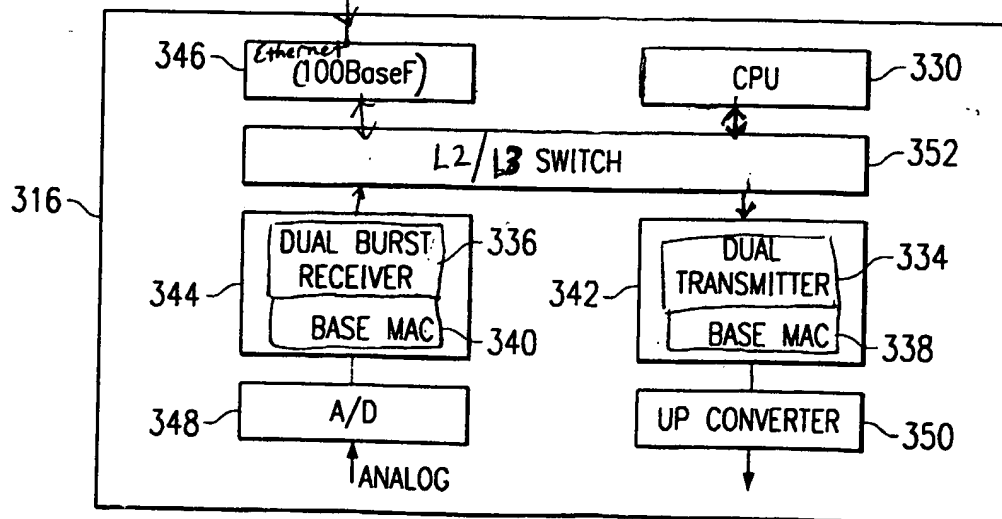 346
Ethernet
(100BaseF)
CPU
330
L2/L3 SWITCH
352
316
DUAL BURST
RECEIVER
336
344
BASE MAC
340
DUAL
TRANSMITTER
334
342
BASE MAC
338
348
A/D
UP CONVERTER
350
ANALOG